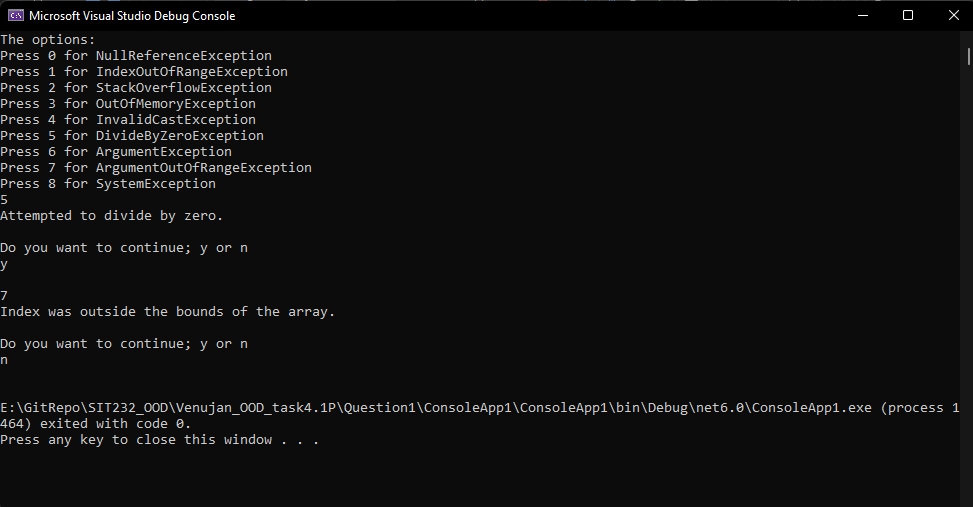 Microsoft Visual Studio Debug Console
The options:
Press 0 for NullReferenceException
Press 1 for IndexOutOfRangeException
Press 2 for StackOverflowException
Press 3 for OutOfMemoryException
Press 4 for InvalidCastException
Press 5 for DivideByZeroException
Press 6 for ArgumentException
Press 7 for ArgumentOutOfRangeException
Press 8 for SystemException
5
Attempted to divide by zero.
Do you want to continue; y or n
y
7
Index was outside the bounds of the array.
Do you want to continue; y or n
n
E:\GitRepo\SIT232_OOD\Venujan_OOD_task4.1P\Question1\ConsoleApp1\ConsoleApp1\bin\Debug\net6.0\ConsoleApp1.exe (process 1
464) exited with code 0.
Press any key to close this window . . .